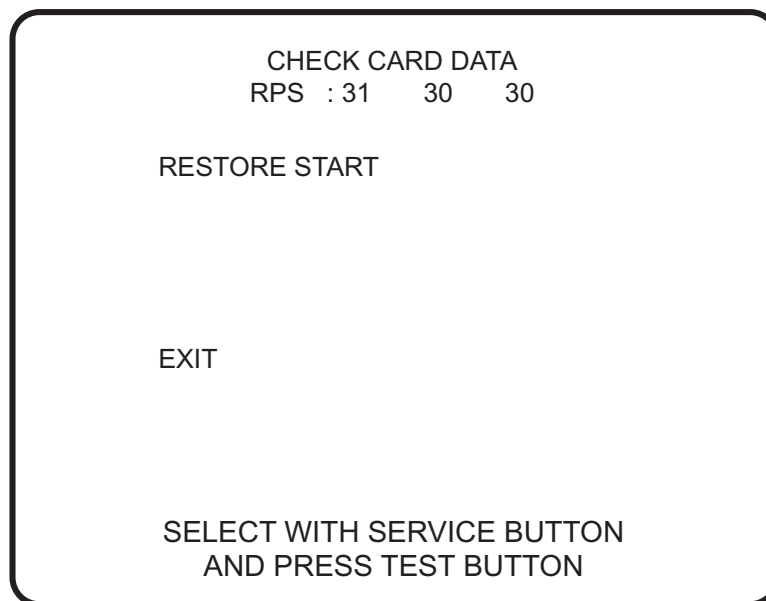 CHECK CARD DATA
RPS : 31 30 30
RESTORE START
EXIT
SELECT WITH SERVICE BUTTON
AND PRESS TEST BUTTON